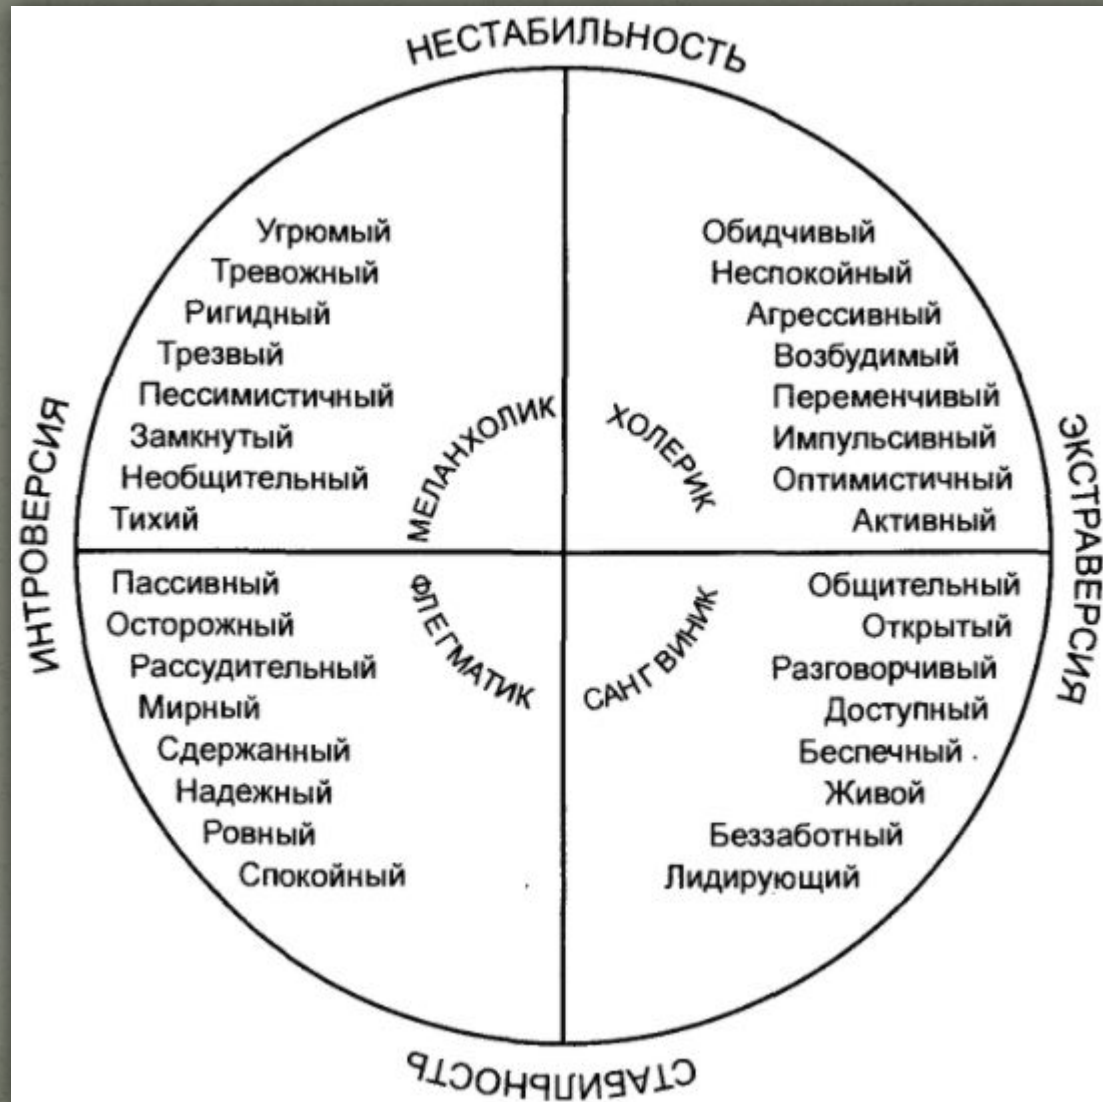 НЕСТАБИЛЬНОСТЬ
Угрюмый
Тревожный
Ригидный
Трезвый
Пессимистичный
Замкнутый
Необщительный
Тихий
МЕЛАНХОЛИК
Обидчивый
Неспокойный
Агрессивный
Возбудимый
Переменчивый
Импульсивный
Оптимистичный
Активный
ХОЛЕРИК
ИНТРОВЕРСИЯ
ЭКСТРАВЕРСИЯ
Пассивный
Осторожный
Рассудительный
Мирный
Сдержанный
Надежный
Ровный
Спокойный
ФЛЕГМАТИК
Общительный
Открытый
Разговорчивый
Доступный
Беспечный
Живой
Беззаботный
Лидирующий
САНГВИНИК
СТАБИЛЬНОСТЬ